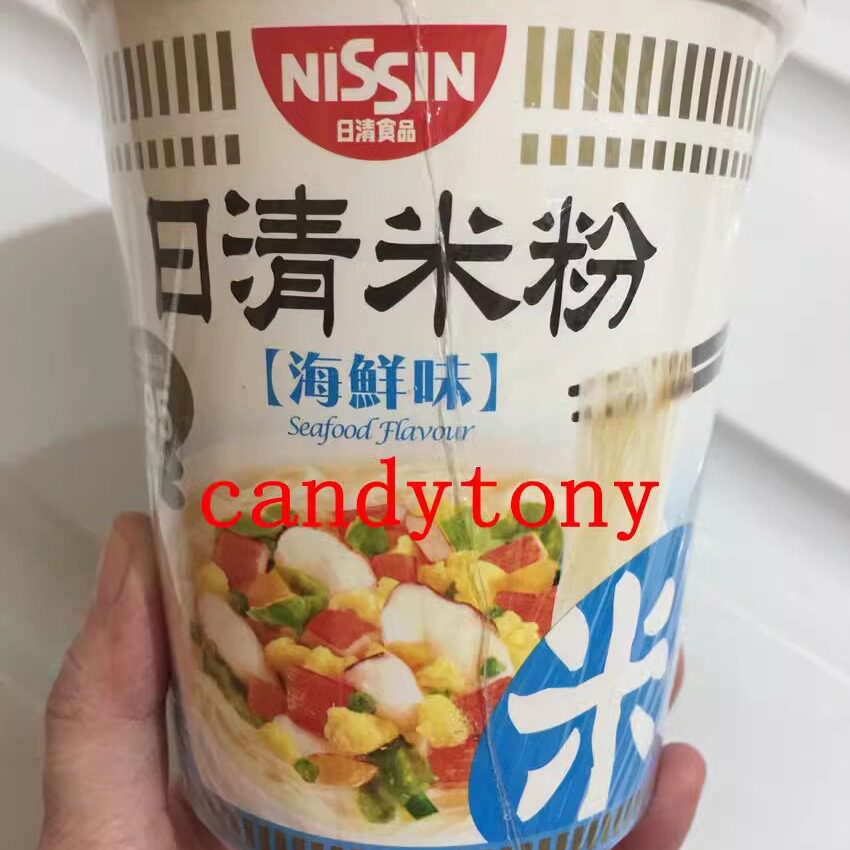 NISSIN
日清食品
日清米粉
【海鮮味】
Seafood Flavour
candytony
米